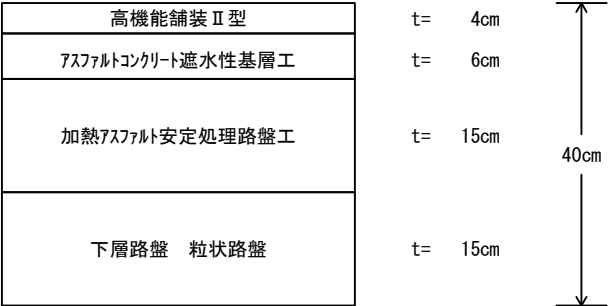 高機能舗装Ⅱ型 t= 4cm
ｱｽﾌｧﾙﾄｺﾝｸﾘｰﾄ遮水性基層工 t= 6cm
加熱ｱｽﾌｧﾙﾄ安定処理路盤工 t= 15cm
40cm
下層路盤　粒状路盤 t= 15cm